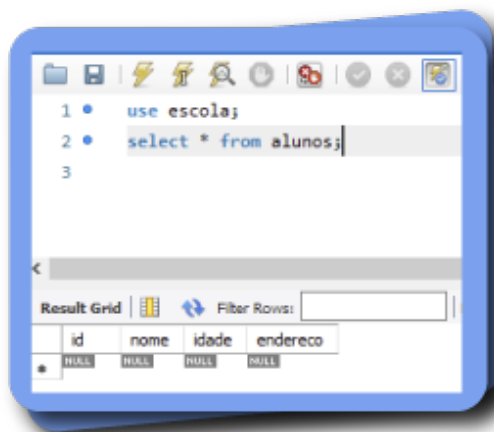 1 use escola;
2 select * from alunos;
3
Result Grid Filter Rows:
id nome idade endereco
NULL NULL NULL NULL